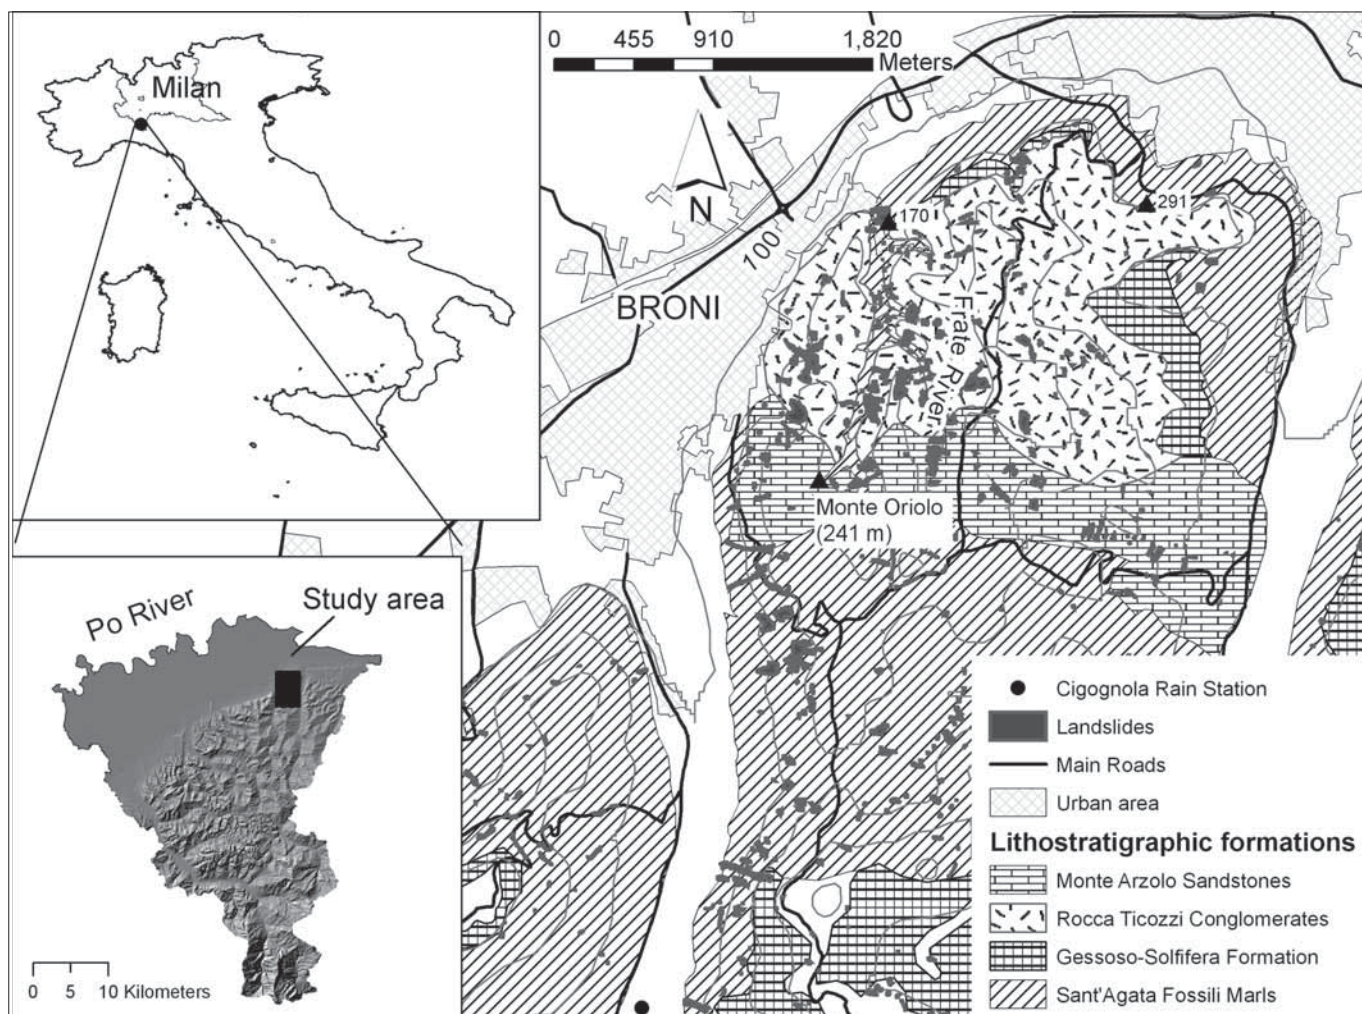 Milan
0 455 910 1,820
Meters
N
100
BRONI
170
291
Frate River
Monte Oriolo
(241 m)
Po River
Study area
0 5 10 Kilometers
Cigognola Rain Station
Landslides
Main Roads
Urban area
Lithostratigraphic formations
Monte Arzolo Sandstones
Rocca Ticozzi Conglomerates
Gessoso-Solfifera Formation
Sant'Agata Fossili Marls